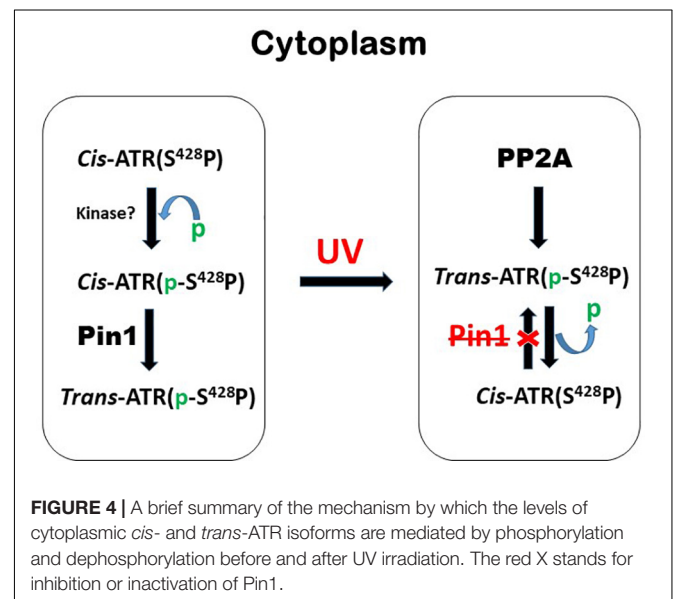 Cytoplasm
Cis-ATR(S⁴²⁸P)
Kinase?
p
Cis-ATR(p-S⁴²⁸P)
Pin1
Trans-ATR(p-S⁴²⁸P)
UV
PP2A
Trans-ATR(p-S⁴²⁸P)
p
Pin1
Cis-ATR(S⁴²⁸P)
FIGURE 4 | A brief summary of the mechanism by which the levels of
cytoplasmic cis- and trans-ATR isoforms are mediated by phosphorylation
and dephosphorylation before and after UV irradiation. The red X stands for
inhibition or inactivation of Pin1.